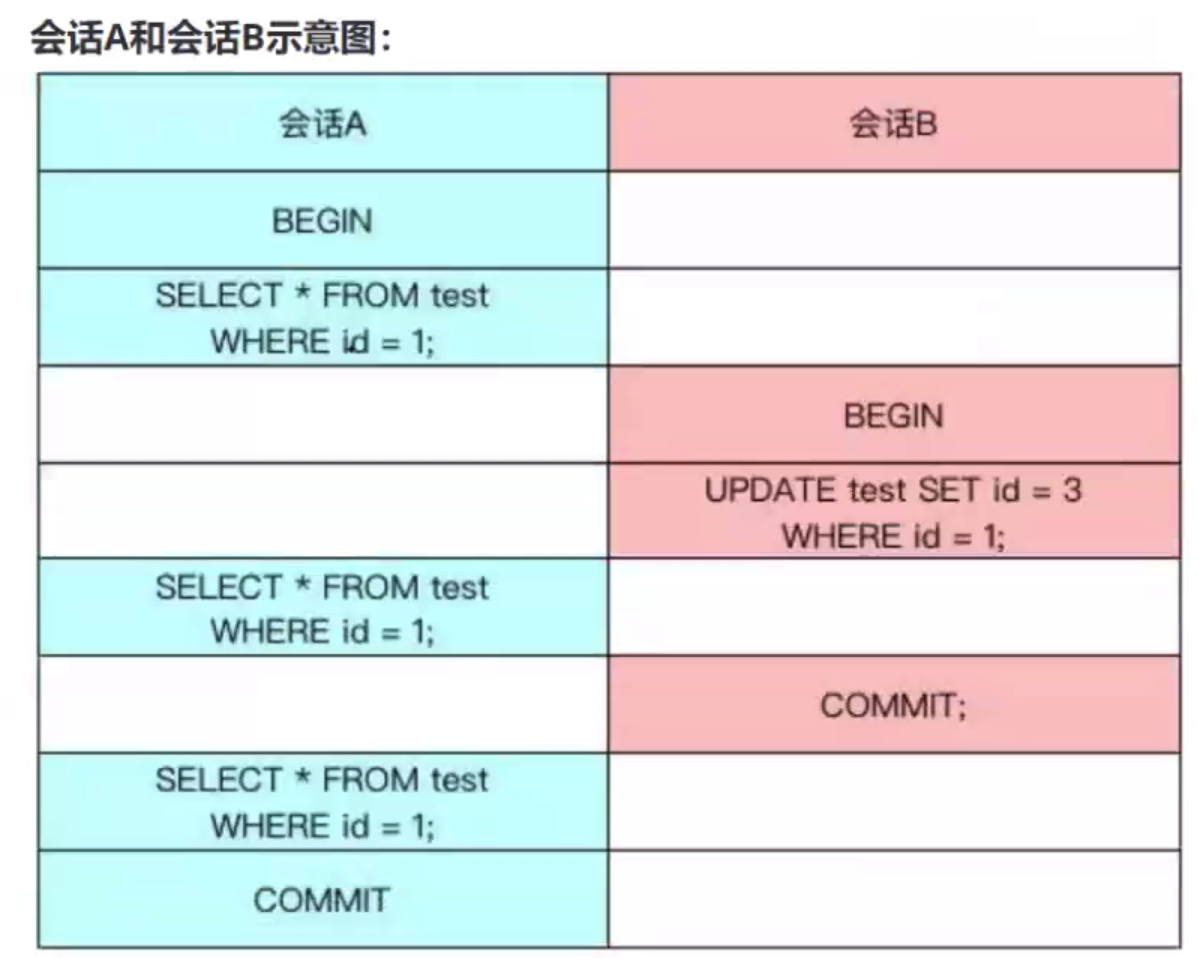 会话A和会话B示意图：
会话A
会话B
BEGIN
SELECT * FROM test
WHERE id = 1;
BEGIN
UPDATE test SET id = 3
WHERE id = 1;
SELECT * FROM test
WHERE id = 1;
COMMIT;
SELECT * FROM test
WHERE id = 1;
COMMIT